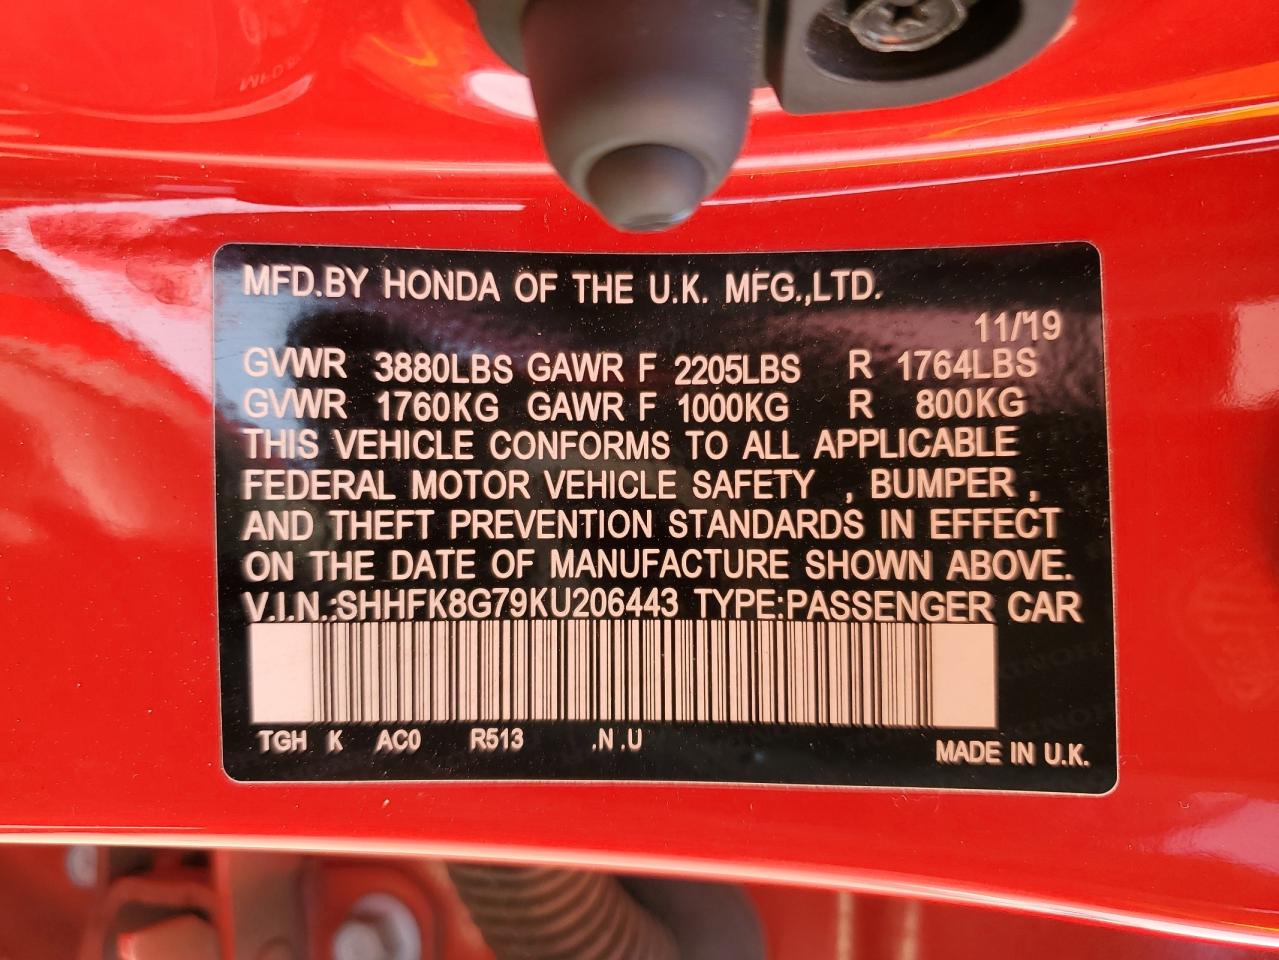 MFD.BY HONDA OF THE U.K. MFG.,LTD.
11/'19
GVWR 3880LBS GAWR F 2205LBS R 1764LBS
GVWR 1760KG GAWR F 1000KG R 800KG
THIS VEHICLE CONFORMS TO ALL APPLICABLE
FEDERAL MOTOR VEHICLE SAFETY , BUMPER ,
AND THEFT PREVENTION STANDARDS IN EFFECT
ON THE DATE OF MANUFACTURE SHOWN ABOVE.
V.I.N.:SHHFK8G79KU206443 TYPE:PASSENGER CAR
TGH K AC0 R513 .N .U
MADE IN U.K.